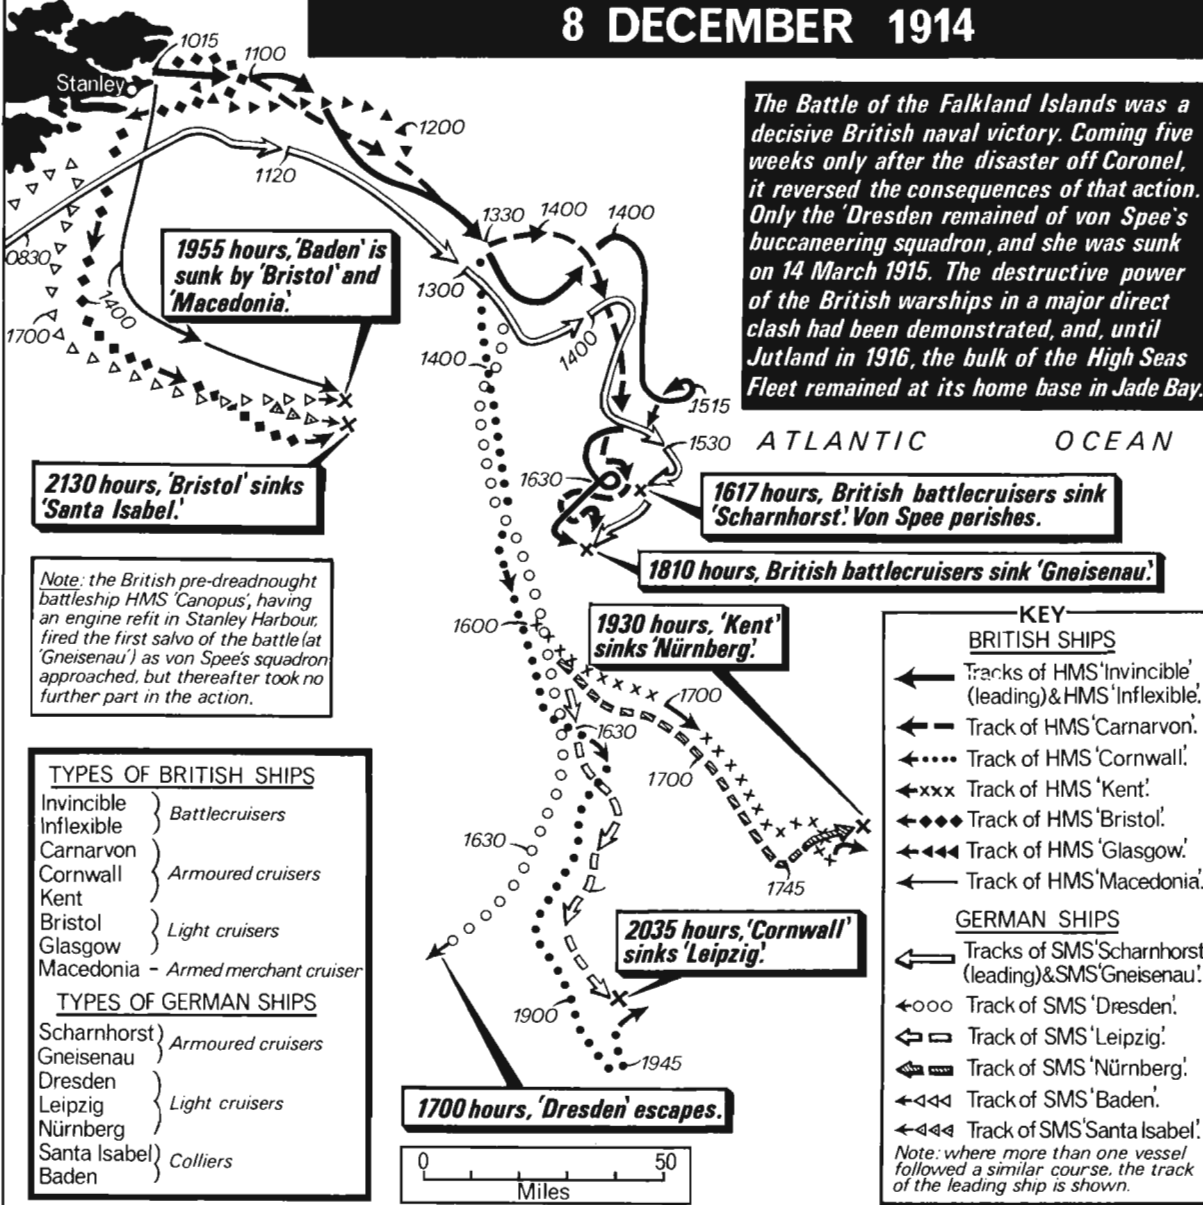 8 DECEMBER 1914
The Battle of the Falkland Islands was a
decisive British naval victory. Coming five
weeks only after the disaster off Coronel,
it reversed the consequences of that action.
Only the 'Dresden remained of von Spee's
buccaneering squadron, and she was sunk
on 14 March 1915. The destructive power
of the British warships in a major direct
clash had been demonstrated, and, until
Jutland in 1916, the bulk of the High Seas
Fleet remained at its home base in Jade Bay.
1015
1100
Stanley
1200
1120
0830
1330
1400
1400
1955 hours, 'Baden' is
sunk by 'Bristol' and
'Macedonia'.
1300
1400
1700
1400
1400
1515
1530
ATLANTIC OCEAN
2130 hours, 'Bristol' sinks
'Santa Isabel'.
1630
1617 hours, British battlecruisers sink
'Scharnhorst'. Von Spee perishes.
1810 hours, British battlecruisers sink 'Gneisenau'.
Note: the British pre-dreadnought
battleship HMS 'Canopus', having
an engine refit in Stanley Harbour,
fired the first salvo of the battle (at
'Gneisenau') as von Spee's squadron
approached, but thereafter took no
further part in the action.
1600
1930 hours, 'Kent'
sinks 'Nürnberg'.
1700
1630
1700
1630
1745
2035 hours, 'Cornwall'
sinks 'Leipzig'.
1900
1945
1700 hours, 'Dresden' escapes.
0 50
Miles
TYPES OF BRITISH SHIPS
Invincible
Inflexible
Battlecruisers
Carnarvon
Cornwall
Kent
Armoured cruisers
Bristol
Glasgow
Light cruisers
Macedonia - Armed merchant cruiser
TYPES OF GERMAN SHIPS
Scharnhorst
Gneisenau
Armoured cruisers
Dresden
Leipzig
Nürnberg
Light cruisers
Santa Isabel
Baden
Colliers
KEY
BRITISH SHIPS
Tracks of HMS 'Invincible'
(leading) & HMS 'Inflexible'.
Track of HMS 'Carnarvon'.
Track of HMS 'Cornwall'.
Track of HMS 'Kent'.
Track of HMS 'Bristol'.
Track of HMS 'Glasgow'.
Track of HMS 'Macedonia'.
GERMAN SHIPS
Tracks of SMS 'Scharnhorst
(leading) & SMS 'Gneisenau'.
Track of SMS 'Dresden'.
Track of SMS 'Leipzig'.
Track of SMS 'Nürnberg'.
Track of SMS 'Baden'.
Track of SMS 'Santa Isabel'.
Note: where more than one vessel
followed a similar course, the track
of the leading ship is shown.